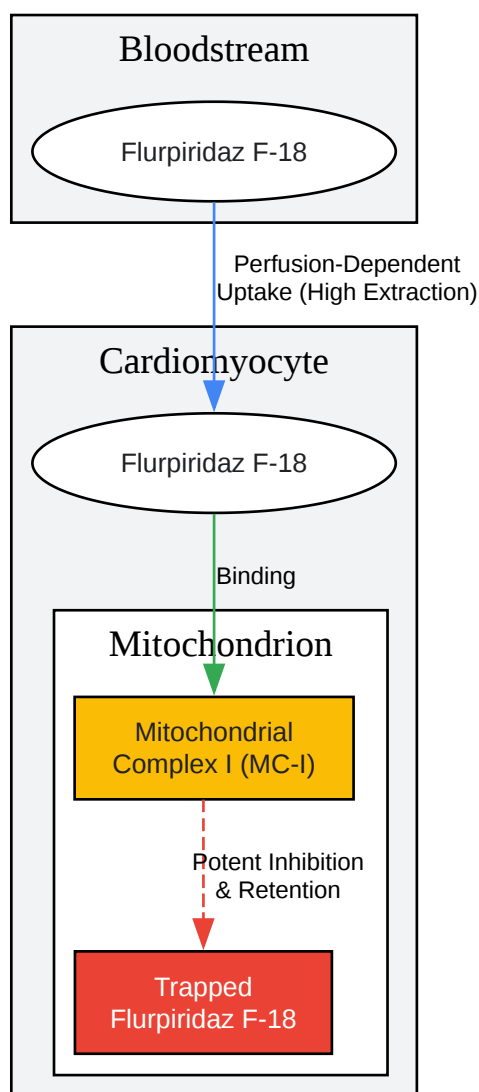 Bloodstream
Flurpiridaz F-18
Perfusion-Dependent
Uptake (High Extraction)
Cardiomyocyte
Flurpiridaz F-18
Binding
Mitochondrion
Mitochondrial
Complex I (MC-I)
Potent Inhibition
& Retention
Trapped
Flurpiridaz F-18